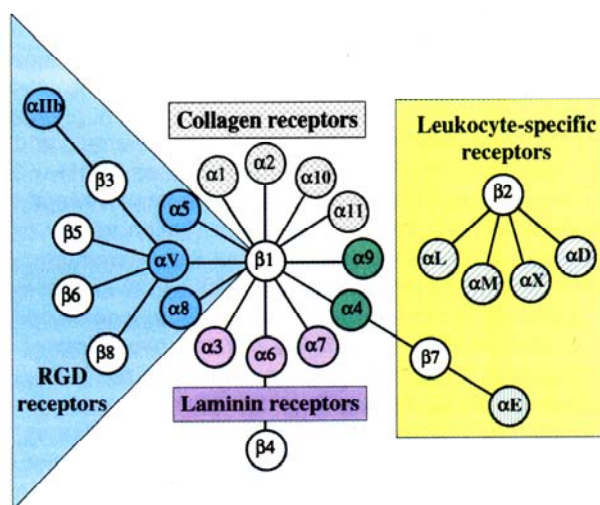 αIIb
Collagen receptors
Leukocyte-specific
receptors
β3
α5
α1
α2
α10
α11
β2
β5
αV
β1
α9
αL
αM
αX
αD
β6
α8
α4
β8
α3
α6
α7
β7
RGD
receptors
Laminin receptors
αE
β4